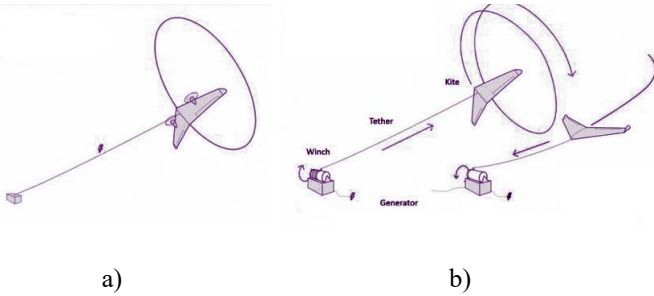 Kite
Tether
Winch
Generator
a)
b)